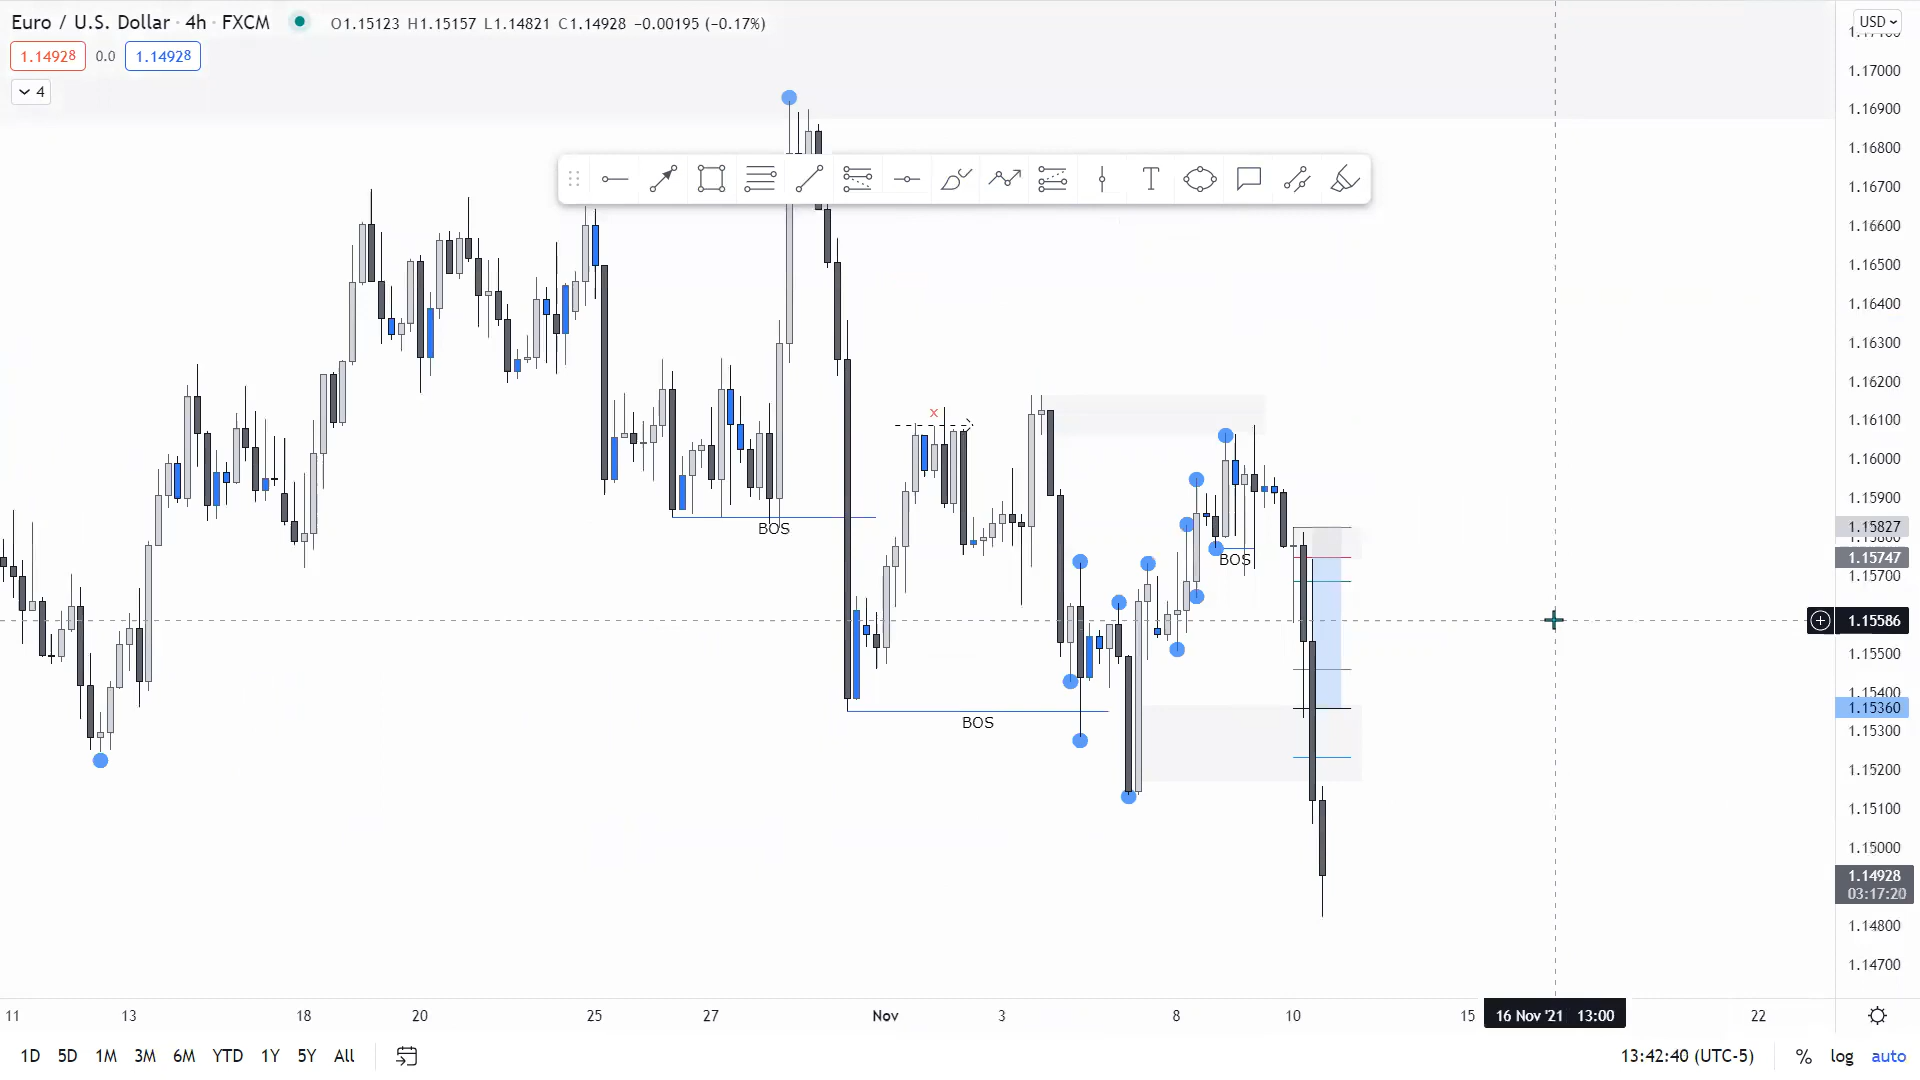 Euro / U.S. Dollar · 4h · FXCM
O1.15123 H1.15157 L1.14821 C1.14928 −0.00195 (−0.17%)
USD
1.14928 0.0 1.14928
4
1.17000
1.16900
1.16800
1.16700
1.16600
1.16500
1.16400
1.16300
1.16200
1.16100
1.16000
1.15900
1.15827
1.15747
1.15700
1.15586
1.15500
1.15400
1.15360
1.15300
1.15200
1.15100
1.15000
1.14928
03:17:20
1.14800
1.14700
x
BOS
BOS
BOS
11 13 18 20 25 27 Nov 3 8 10 15 16 Nov '21 13:00 22
1D 5D 1M 3M 6M YTD 1Y 5Y All
13:42:40 (UTC-5) % log auto